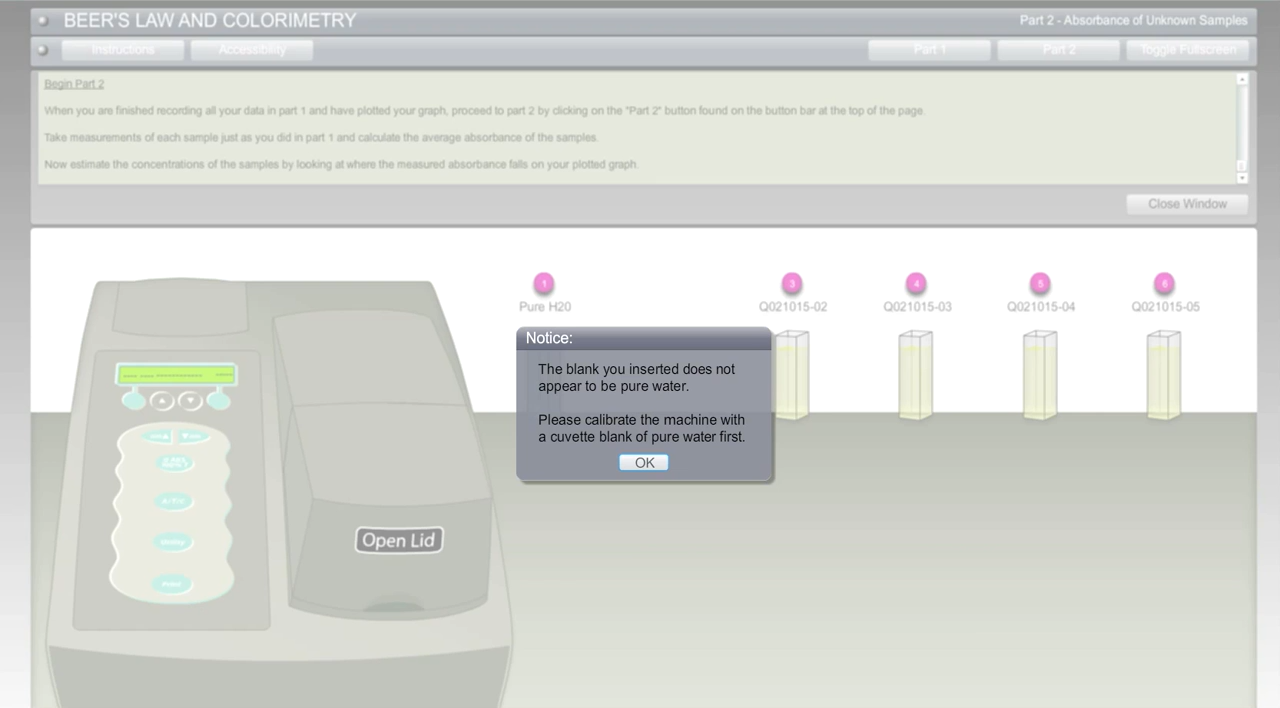 BEER'S LAW AND COLORIMETRY
Part 2 - Absorbance of Unknown Samples
Instructions
Accessibility
Part 1
Part 2
Toggle Fullscreen
Begin Part 2
When you are finished recording all your data in part 1 and have plotted your graph, proceed to part 2 by clicking on the "Part 2" button found on the button bar at the top of the page.
Take measurements of each sample just as you did in part 1 and calculate the average absorbance of the samples.
Now estimate the concentrations of the samples by looking at where the measured absorbance falls on your plotted graph.
Close Window
1
3
4
5
6
Pure H20
Q021015-02
Q021015-03
Q021015-04
Q021015-05
Notice:
The blank you inserted does not
appear to be pure water.
Please calibrate the machine with
a cuvette blank of pure water first.
OK
A/T/C
Print
Open Lid